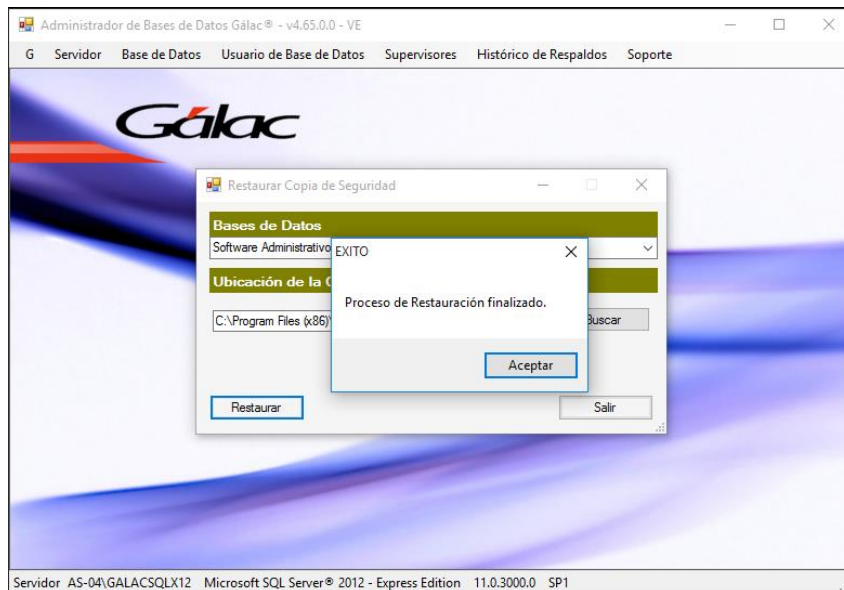 Administrador de Bases de Datos Gálac® - v4.65.0.0 - VE
G Servidor Base de Datos Usuario de Base de Datos Supervisores Histórico de Respaldos Soporte
Gálac
Restaurar Copia de Seguridad
Bases de Datos
Software Administrativo
EXITO
Ubicación de la
Proceso de Restauración finalizado.
C:\Program Files (x86)\
Buscar
Aceptar
Restaurar Salir
Servidor AS-04\GALACSQLX12 Microsoft SQL Server® 2012 - Express Edition 11.0.3000.0 SP1